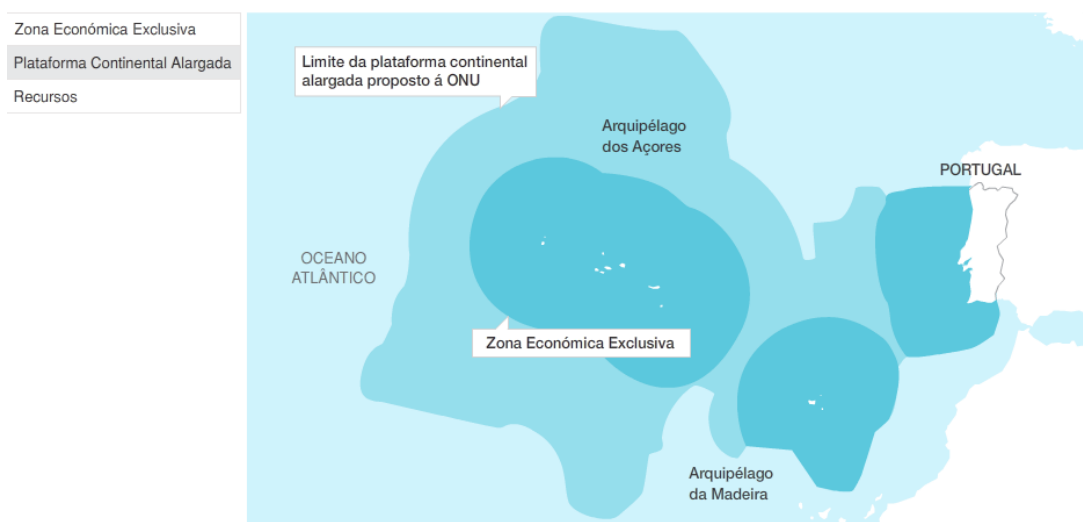 Zona Económica Exclusiva
Plataforma Continental Alargada
Recursos
Limite da plataforma continental
alargada proposto á ONU
Arquipélago
dos Açores
PORTUGAL
OCEANO
ATLÂNTICO
Zona Económica Exclusiva
Arquipélago
da Madeira